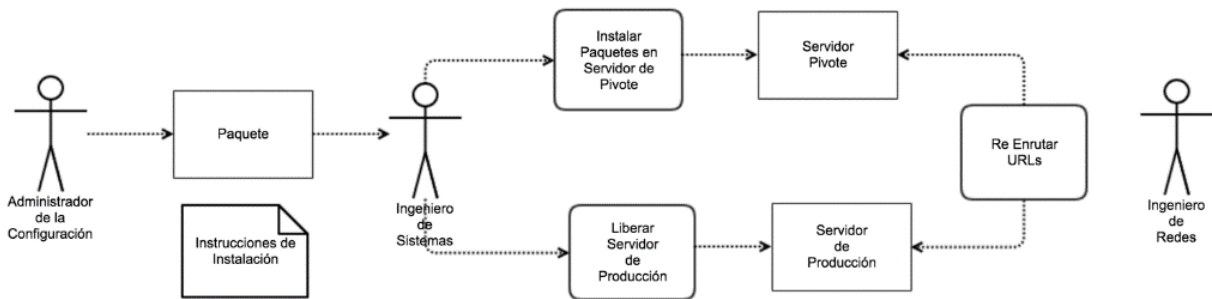 Administrador
de la
Configuración
Paquete
Instrucciones de
Instalación
Ingeniero
de
Sistemas
Instalar
Paquetes en
Servidor de
Pivote
Servidor
Pivote
Liberar
Servidor
de
Producción
Servidor
de
Producción
Re Enrutar
URLs
Ingeniero
de
Redes